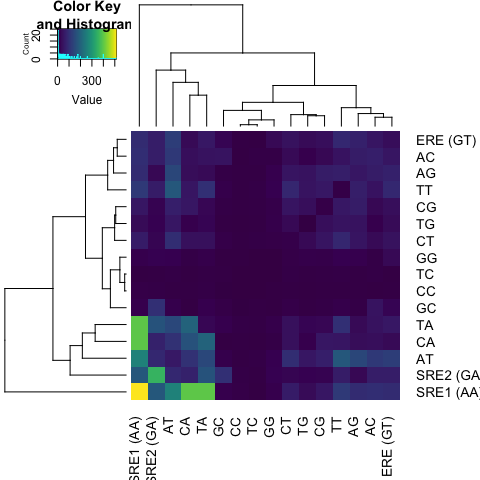 Color Key
and Histogram
Count
0 20
0 300
Value
ERE (GT)
AC
AG
TT
CG
TG
CT
GG
TC
CC
GC
TA
CA
AT
SRE2 (GA
SRE1 (AA)
SRE1 (AA)
SRE2 (GA)
AT
CA
TA
GC
CC
TC
GG
CT
TG
CG
TT
AG
AC
ERE (GT)